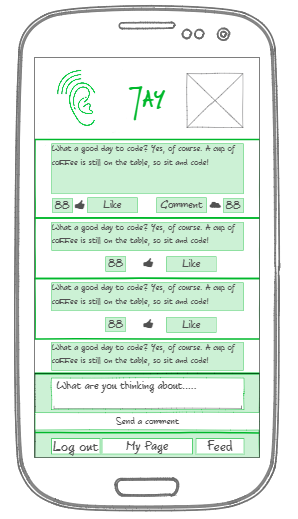 7AY
What a good day to code? Yes, of course. A cup of
coffee is still on the table, so sit and code!
88 Like Comment 88
What a good day to code? Yes, of course. A cup of
coffee is still on the table, so sit and code!
88 Like
What a good day to code? Yes, of course. A cup of
coffee is still on the table, so sit and code!
88 Like
What a good day to code? Yes, of course. A cup of
coffee is still on the table, so sit and code!
What are you thinking about.....
Send a comment
Log out My Page Feed